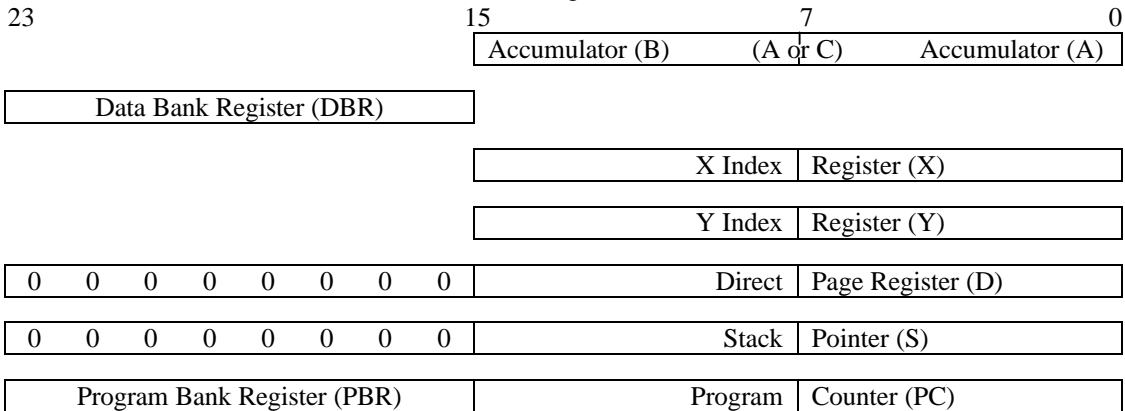 23 15 7 0
Accumulator (B) (A or C) Accumulator (A)
Data Bank Register (DBR)
X Index Register (X)
Y Index Register (Y)
0 0 0 0 0 0 0 0 Direct Page Register (D)
0 0 0 0 0 0 0 0 Stack Pointer (S)
Program Bank Register (PBR) Program Counter (PC)